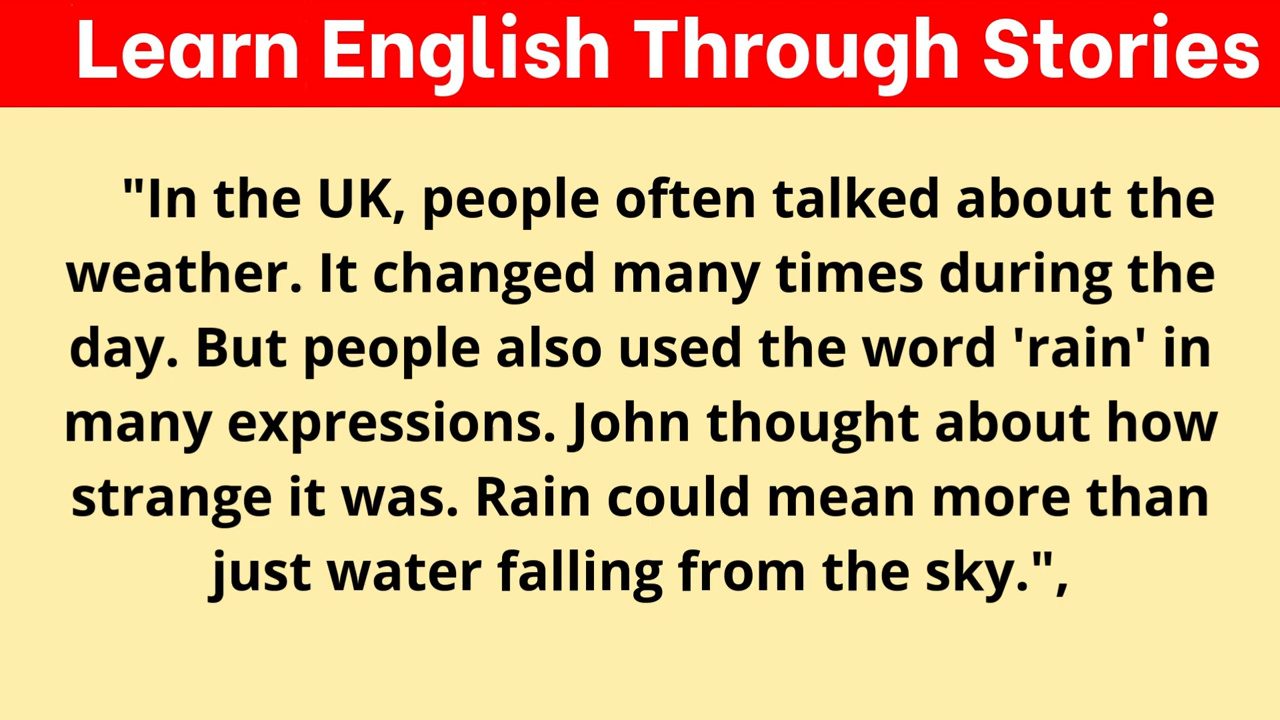 Learn English Through Stories
"In the UK, people often talked about the
weather. It changed many times during the
day. But people also used the word 'rain' in
many expressions. John thought about how
strange it was. Rain could mean more than
just water falling from the sky.",